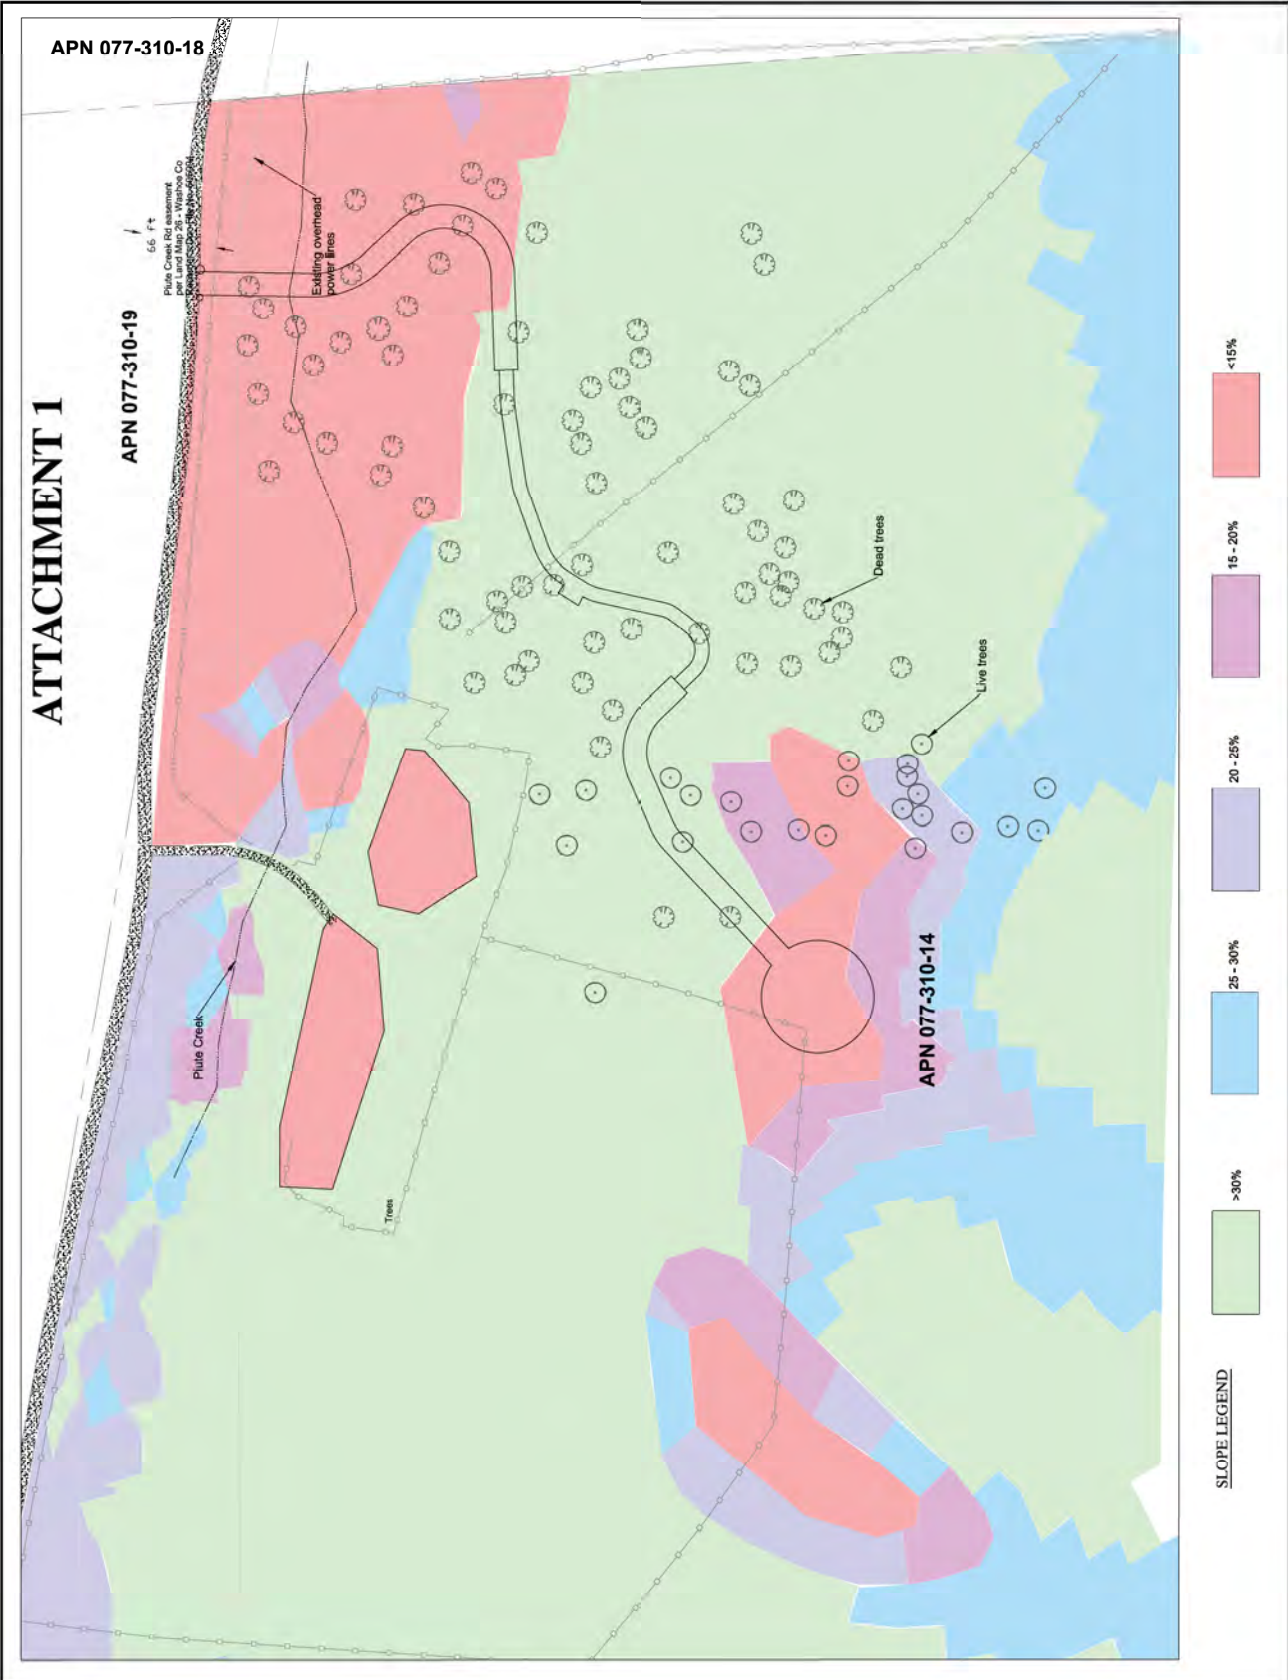 ATTACHMENT 1
APN 077-310-18
APN 077-310-19
66 ft
Piute Creek Rd easement
per Land Map 26 - Washoe Co
Existing overhead
power lines
Dead trees
Live trees
Piute Creek
Trees
APN 077-310-14
SLOPE LEGEND
>30%
25 - 30%
20 - 25%
15 - 20%
<15%